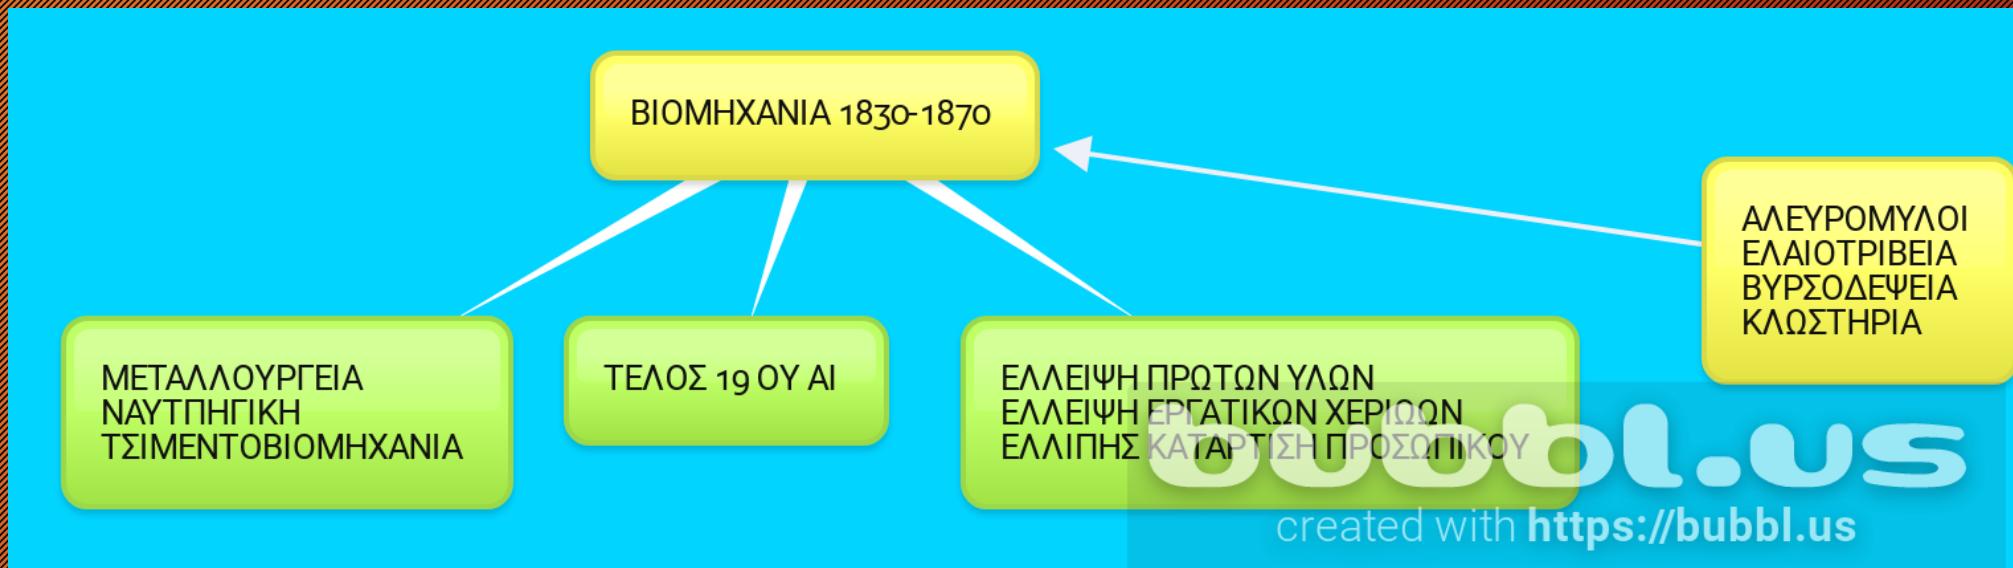 ΒΙΟΜΗΧΑΝΙΑ 1830-1870
ΑΛΕΥΡΟΜΥΛΟΙ
ΕΛΑΙΟΤΡΙΒΕΙΑ
ΒΥΡΣΟΔΕΨΕΙΑ
ΚΛΩΣΤΗΡΙΑ
ΜΕΤΑΛΛΟΥΡΓΕΙΑ
ΝΑΥΤΠΗΓΙΚΗ
ΤΣΙΜΕΝΤΟΒΙΟΜΗΧΑΝΙΑ
ΤΕΛΟΣ 19 ΟΥ ΑΙ
ΕΛΛΕΙΨΗ ΠΡΩΤΩΝ ΥΛΩΝ
ΕΛΛΕΙΨΗ ΕΡΓΑΤΙΚΩΝ ΧΕΡΙΩΩΝ
ΕΛΛΙΠΗΣ ΚΑΤΑΡΤΙΣΗ ΠΡΟΣΩΠΙΚΟΥ
bubbl.us
created with https://bubbl.us